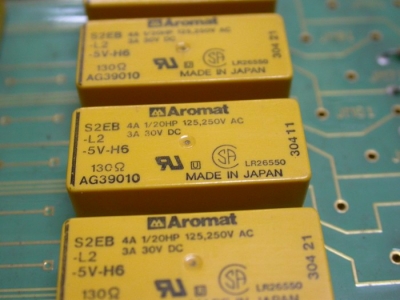 Aromat
S2EB 4A 1/20HP 125,250V AC
-L2 3A 30V DC
-5V-H6
130Ω LR26550
AG39010 MADE IN JAPAN
304 21
Aromat
S2EB 4A 1/20HP 125,250V AC
-L2 3A 30V DC
-5V-H6
130Ω LR26550
AG39010 MADE IN JAPAN
304 11
Aromat
S2EB 4A 1/20HP 125,250V AC
-L2 3A 30V DC
-5V-H6
130Ω LR26550
304 21